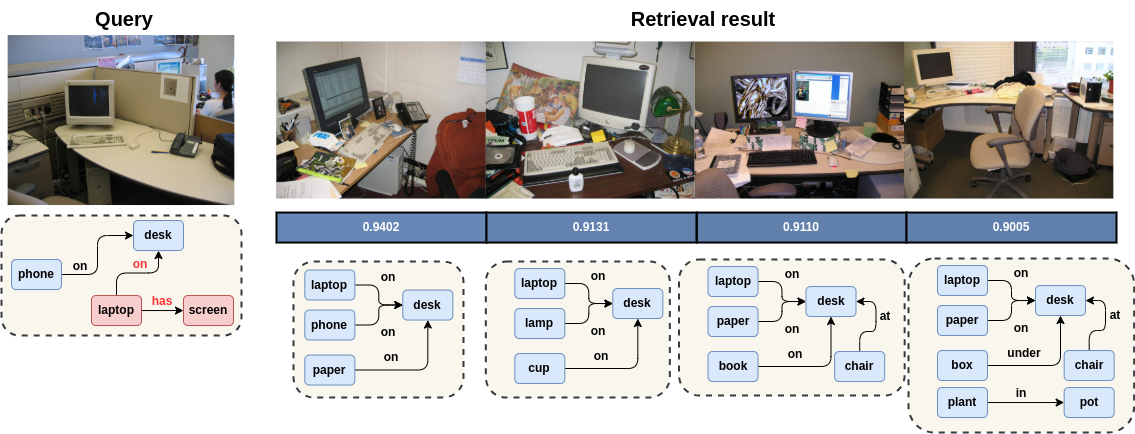 Query
Retrieval result
0.9402
0.9131
0.9110
0.9005
desk
phone
on
on
laptop
has
screen
laptop
on
desk
phone
on
paper
on
laptop
on
desk
lamp
on
cup
on
laptop
on
desk
paper
on
at
book
on
chair
laptop
on
desk
paper
on
at
box
under
chair
plant
in
pot